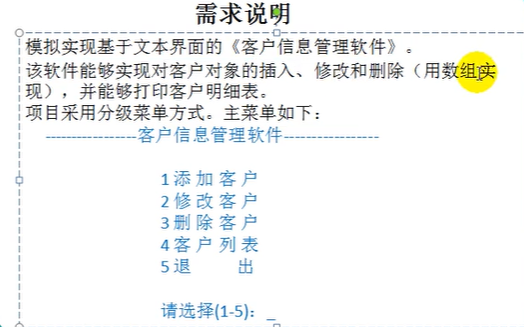 需求说明
模拟实现基于文本界面的《客户信息管理软件》。
该软件能够实现对客户对象的插入、修改和删除（用数组实
现），并能够打印客户明细表。
项目采用分级菜单方式。主菜单如下：
-----------------客户信息管理软件-----------------
1 添 加 客 户
2 修 改 客 户
3 删 除 客 户
4 客 户 列 表
5 退 出
请选择(1-5)：_